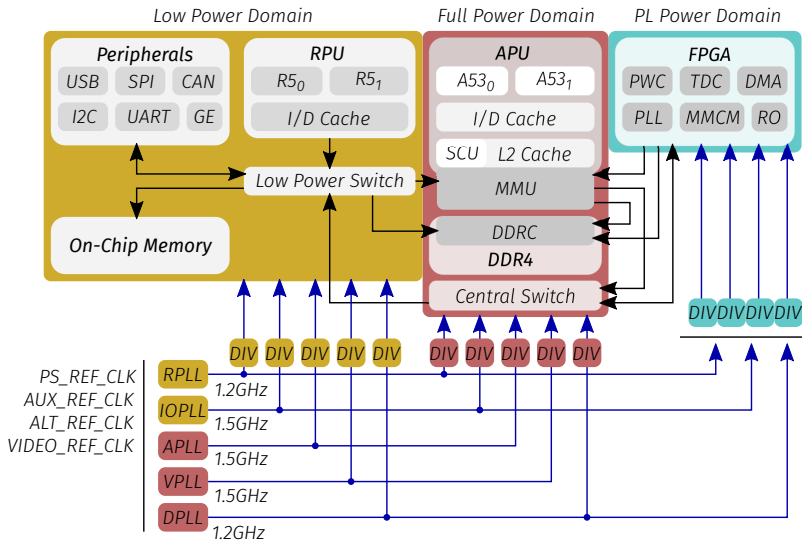 Low Power Domain
Full Power Domain
PL Power Domain
Peripherals
USB SPI CAN
I2C UART GE
RPU
R5₀ R5₁
I/D Cache
APU
A53₀ A53₁
I/D Cache
SCU L2 Cache
MMU
FPGA
PWC TDC DMA
PLL MMCM RO
Low Power Switch
On-Chip Memory
DDRC
DDR4
Central Switch
DIV DIV DIV DIV
DIV DIV DIV DIV DIV
DIV DIV DIV DIV DIV
PS_REF_CLK
AUX_REF_CLK
ALT_REF_CLK
VIDEO_REF_CLK
RPLL
1.2GHz
IOPLL
1.5GHz
APLL
1.5GHz
VPLL
1.5GHz
DPLL
1.2GHz